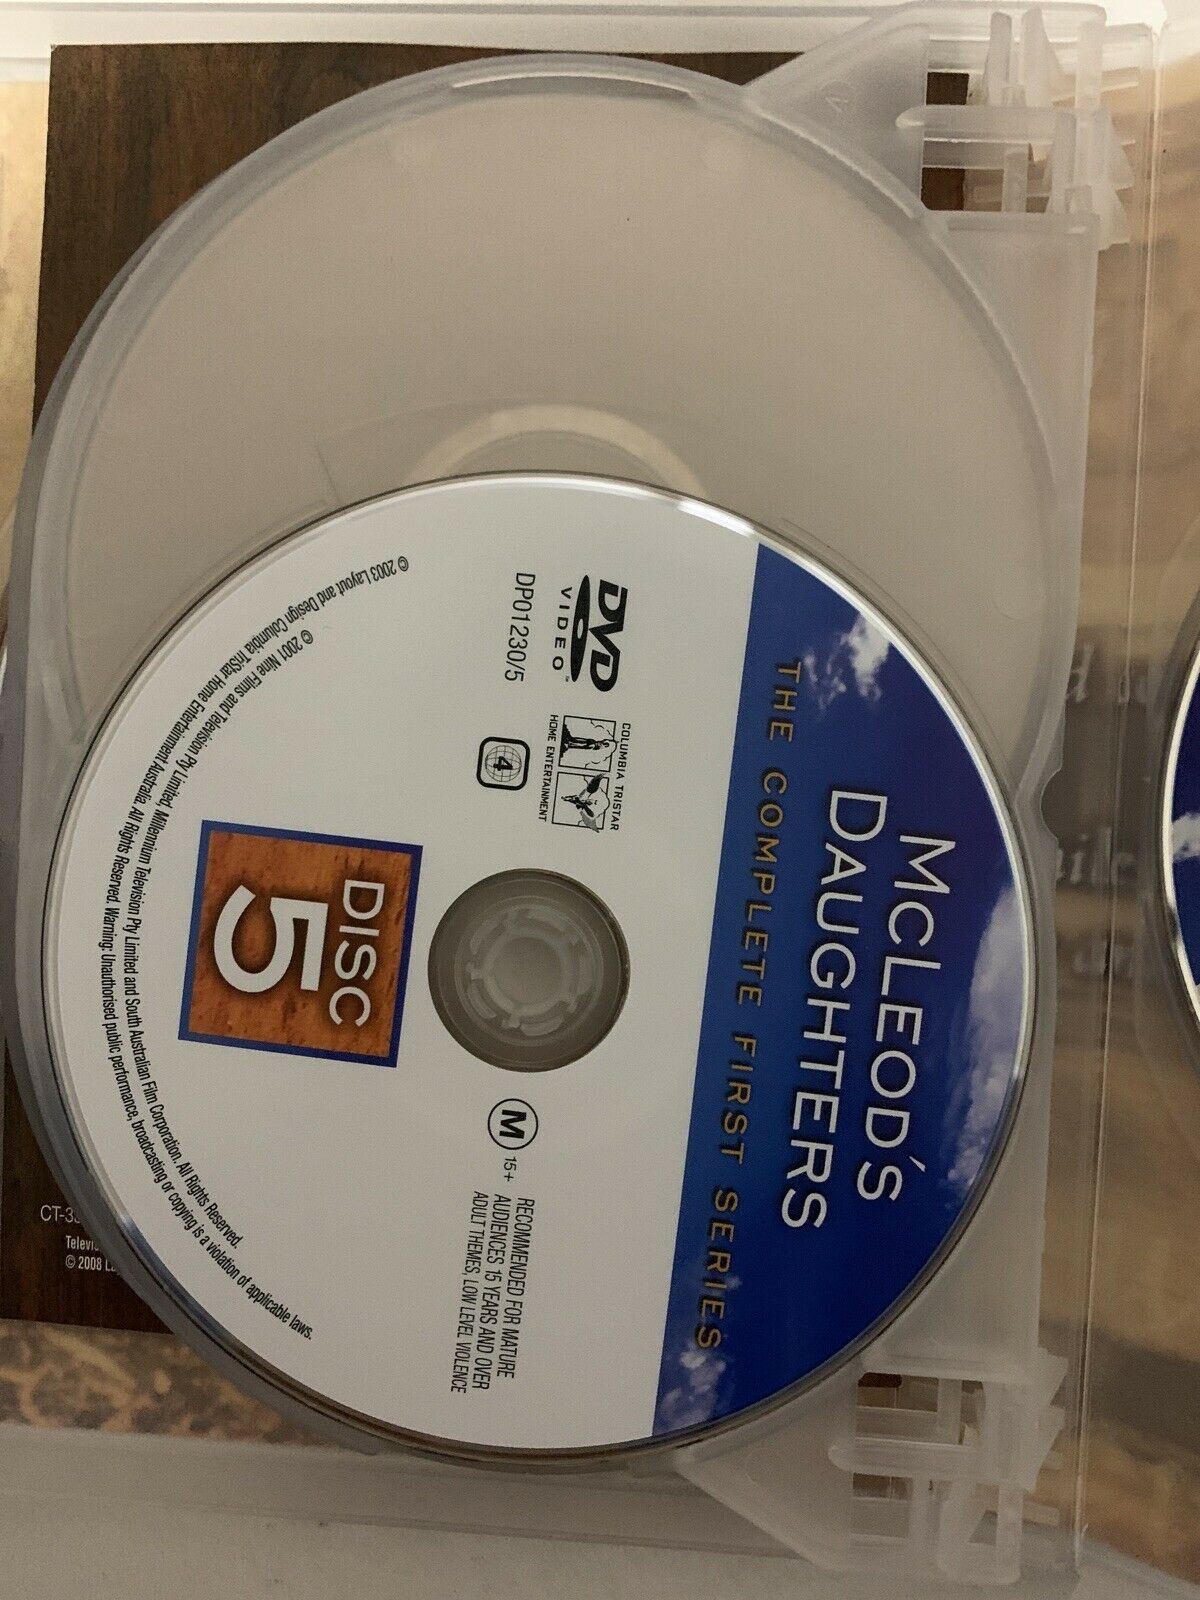 McLEOD'S
DAUGHTERS
THE COMPLETE FIRST SERIES
DVD
VIDEO™
DP01230/5
COLUMBIA TRISTAR
HOME ENTERTAINMENT
4
M 15+
RECOMMENDED FOR MATURE
AUDIENCES 15 YEARS AND OVER
ADULT THEMES, LOW LEVEL VIOLENCE
DISC
5
© 2001 Nine Films and Television Pty Limited, Millennium Television Pty Limited and South Australian Film Corporation. All Rights Reserved.
© 2003 Layout and Design Columbia TriStar Home Entertainment Australia. All Rights Reserved. Warning: Unauthorised public performance, broadcasting or copying is a violation of applicable laws.
© 2008